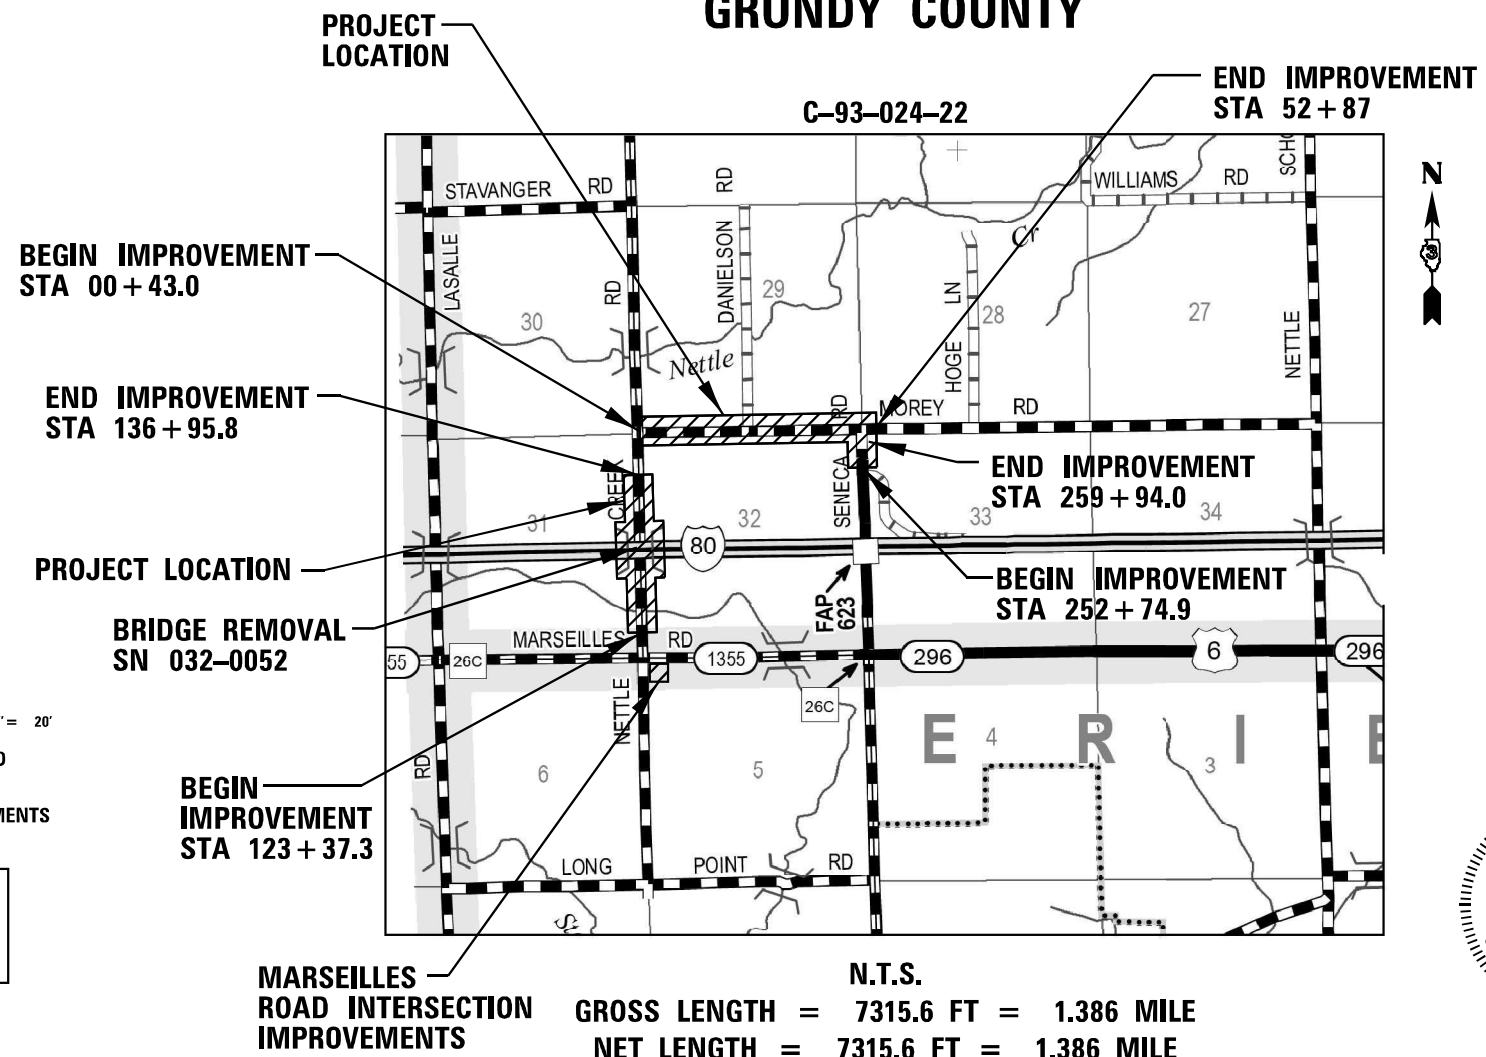 GRUNDY COUNTY
PROJECT
LOCATION
END IMPROVEMENT
STA 52+87
C-93-024-22
N
3
STAVANGER RD
RD
WILLIAMS RD
BEGIN IMPROVEMENT
STA 00+43.0
LASALLE
RD
DANIELSON
29
Cr
30
LN
28
27
Nettle
HOGE
NETTLE
END IMPROVEMENT
STA 136+95.8
RD
MOREY RD
CREEK
SENECA
END IMPROVEMENT
STA 259+94.0
31
32
33
34
80
PROJECT LOCATION
BEGIN IMPROVEMENT
STA 252+74.9
FAP
623
BRIDGE REMOVAL
SN 032-0052
MARSEILLES RD
55
26C
1355
296
6
296
NETTLE
26C
' = 20'
RD
6
5
E R I
4
3
MENTS
BEGIN
IMPROVEMENT
STA 123+37.3
LONG POINT RD
MARSEILLES
ROAD INTERSECTION
IMPROVEMENTS
N.T.S.
GROSS LENGTH = 7315.6 FT = 1.386 MILE
NET LENGTH = 7315.6 FT = 1.386 MILE